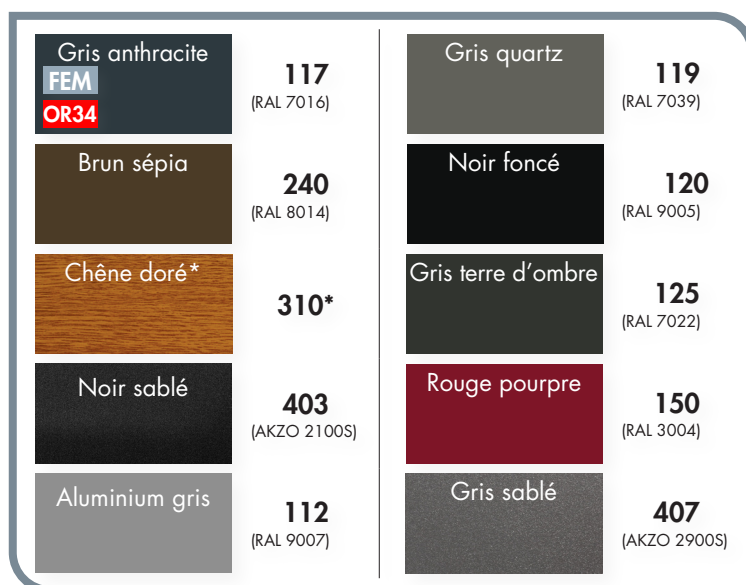 Gris anthracite
FEM
OR34
117
(RAL 7016)
Brun sépia
240
(RAL 8014)
Chêne doré*
310*
Noir sablé
403
(AKZO 2100S)
Aluminium gris
112
(RAL 9007)
Gris quartz
119
(RAL 7039)
Noir foncé
120
(RAL 9005)
Gris terre d’ombre
125
(RAL 7022)
Rouge pourpre
150
(RAL 3004)
Gris sablé
407
(AKZO 2900S)